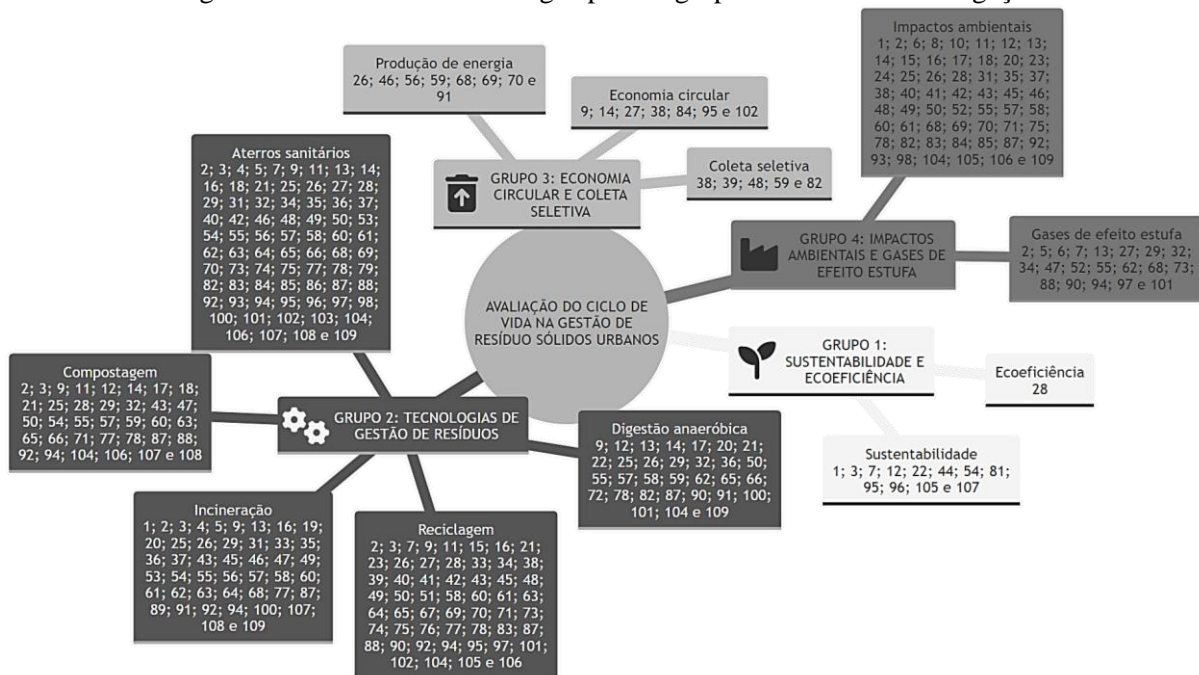 Impactos ambientais
1; 2; 6; 8; 10; 11; 12; 13;
14; 15; 16; 17; 18; 20; 23;
24; 25; 26; 28; 31; 35; 37;
38; 40; 41; 42; 43; 45; 46;
48; 49; 50; 52; 55; 57; 58;
60; 61; 68; 69; 70; 71; 75;
78; 82; 83; 84; 85; 87; 92;
93; 98; 104; 105; 106 e 109
Produção de energia
26; 46; 56; 59; 68; 69; 70 e
91
Economia circular
9; 14; 27; 38; 84; 95 e 102
Coleta seletiva
38; 39; 48; 59 e 82
GRUPO 3: ECONOMIA
CIRCULAR E COLETA
SELETIVA
Aterros sanitários
2; 3; 4; 5; 7; 9; 11; 13; 14;
16; 18; 21; 25; 26; 27; 28;
29; 31; 32; 34; 35; 36; 37;
40; 42; 46; 48; 49; 50; 53;
54; 55; 56; 57; 58; 60; 61;
62; 63; 64; 65; 66; 68; 69;
70; 73; 74; 75; 77; 78; 79;
82; 83; 84; 85; 86; 87; 88;
92; 93; 94; 95; 96; 97; 98;
100; 101; 102; 103; 104;
106; 107; 108 e 109
GRUPO 4: IMPACTOS
AMBIENTAIS E GASES DE
EFEITO ESTUFA
Gases de efeito estufa
2; 5; 6; 7; 13; 27; 29; 32;
34; 47; 52; 55; 62; 68; 73;
88; 90; 94; 97 e 101
AVALIAÇÃO DO CICLO DE
VIDA NA GESTÃO DE
RESÍDUO SÓLIDOS URBANOS
GRUPO 1:
SUSTENTABILIDADE E
ECOEFICIÊNCIA
Ecoeficiência
28
Sustentabilidade
1; 3; 7; 12; 22; 44; 54; 81;
95; 96; 105 e 107
Compostagem
2; 3; 9; 11; 12; 14; 17; 18;
21; 25; 28; 29; 32; 43; 47;
50; 54; 55; 57; 59; 60; 63;
65; 66; 71; 77; 78; 87; 88;
92; 94; 104; 106; 107 e 108
GRUPO 2: TECNOLOGIAS DE
GESTÃO DE RESÍDUOS
Digestão anaeróbica
9; 12; 13; 14; 17; 20; 21;
22; 25; 26; 29; 32; 36; 50;
55; 57; 58; 59; 62; 65; 66;
72; 78; 82; 87; 90; 91; 100;
101; 104 e 109
Incineração
1; 2; 3; 4; 5; 9; 13; 16; 19;
20; 25; 26; 29; 31; 33; 35;
36; 37; 43; 45; 46; 47; 49;
53; 54; 55; 56; 57; 58; 60;
61; 62; 63; 64; 68; 77; 87;
89; 91; 92; 94; 100; 107;
108 e 109
Reciclagem
2; 3; 7; 9; 11; 15; 16; 21;
23; 26; 27; 28; 33; 34; 38;
39; 40; 41; 42; 43; 45; 48;
49; 50; 51; 58; 60; 61; 63;
64; 65; 67; 69; 70; 71; 73;
74; 75; 76; 77; 78; 83; 87;
88; 90; 92; 94; 95; 97; 101;
102; 104; 105 e 106